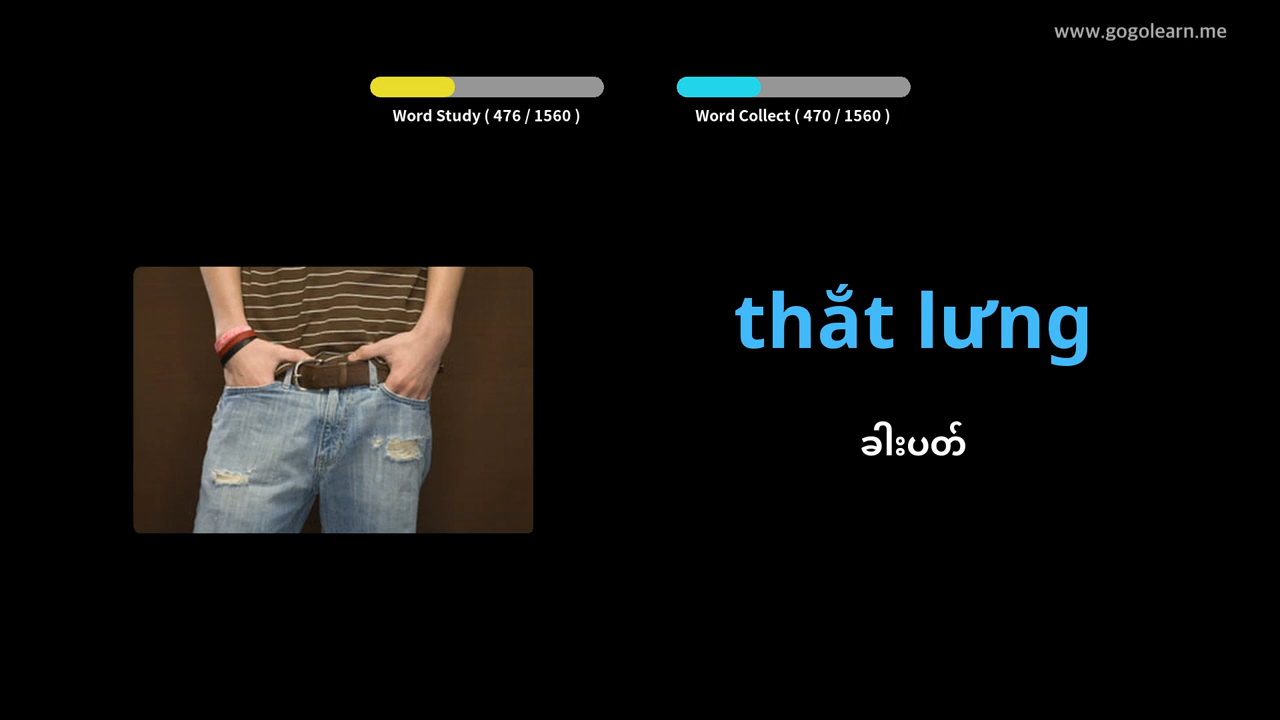 www.gogolearn.me
Word Study ( 476 / 1560 )
Word Collect ( 470 / 1560 )
thắt lưng
ခါးပတ်